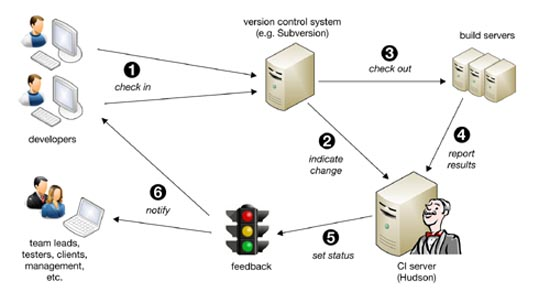 version control system
(e.g. Subversion)
3
check out
build servers
1
check in
developers
2
indicate
change
4
report
results
6
notify
5
set status
team leads,
testers, clients,
management,
etc.
feedback
CI server
(Hudson)